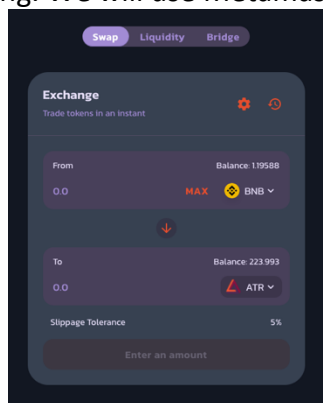 Swap Liquidity Bridge
Exchange
Trade tokens in an instant
From Balance: 1.19588
0.0 MAX BNB
To Balance: 223.993
0.0 ATR
Slippage Tolerance 5%
Enter an amount